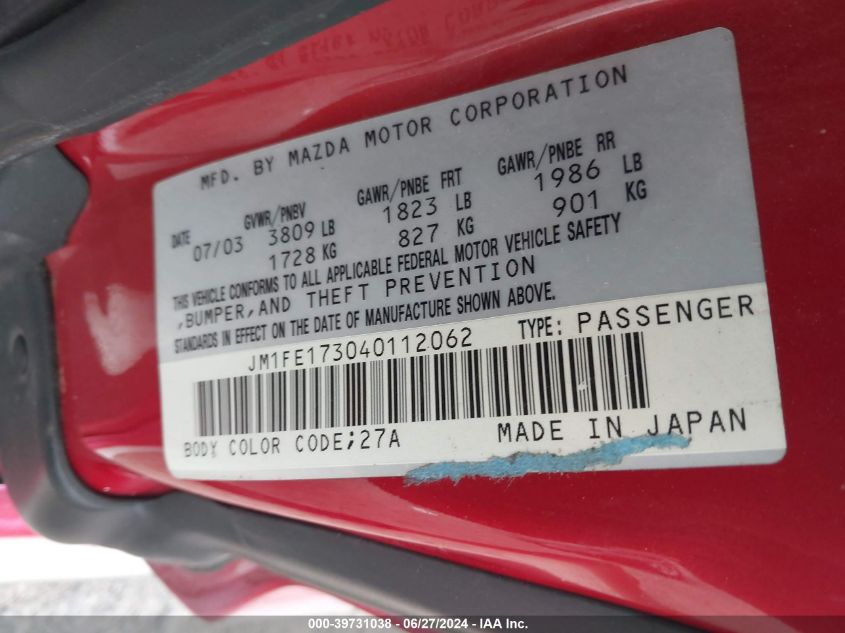 MFD. BY MAZDA MOTOR CORPORATION
DATE GVWR/PNBV GAWR/PNBE FRT GAWR/PNBE RR
07/03 3809 LB 1823 LB 1986 LB
1728 KG 827 KG 901 KG
THIS VEHICLE CONFORMS TO ALL APPLICABLE FEDERAL MOTOR VEHICLE SAFETY
,BUMPER,AND THEFT PREVENTION
STANDARDS IN EFFECT ON THE DATE OF MANUFACTURE SHOWN ABOVE.
JM1FE173040112062 TYPE: PASSENGER
BODY COLOR CODE;27A MADE IN JAPAN
000-39731038 - 06/27/2024 - IAA Inc.